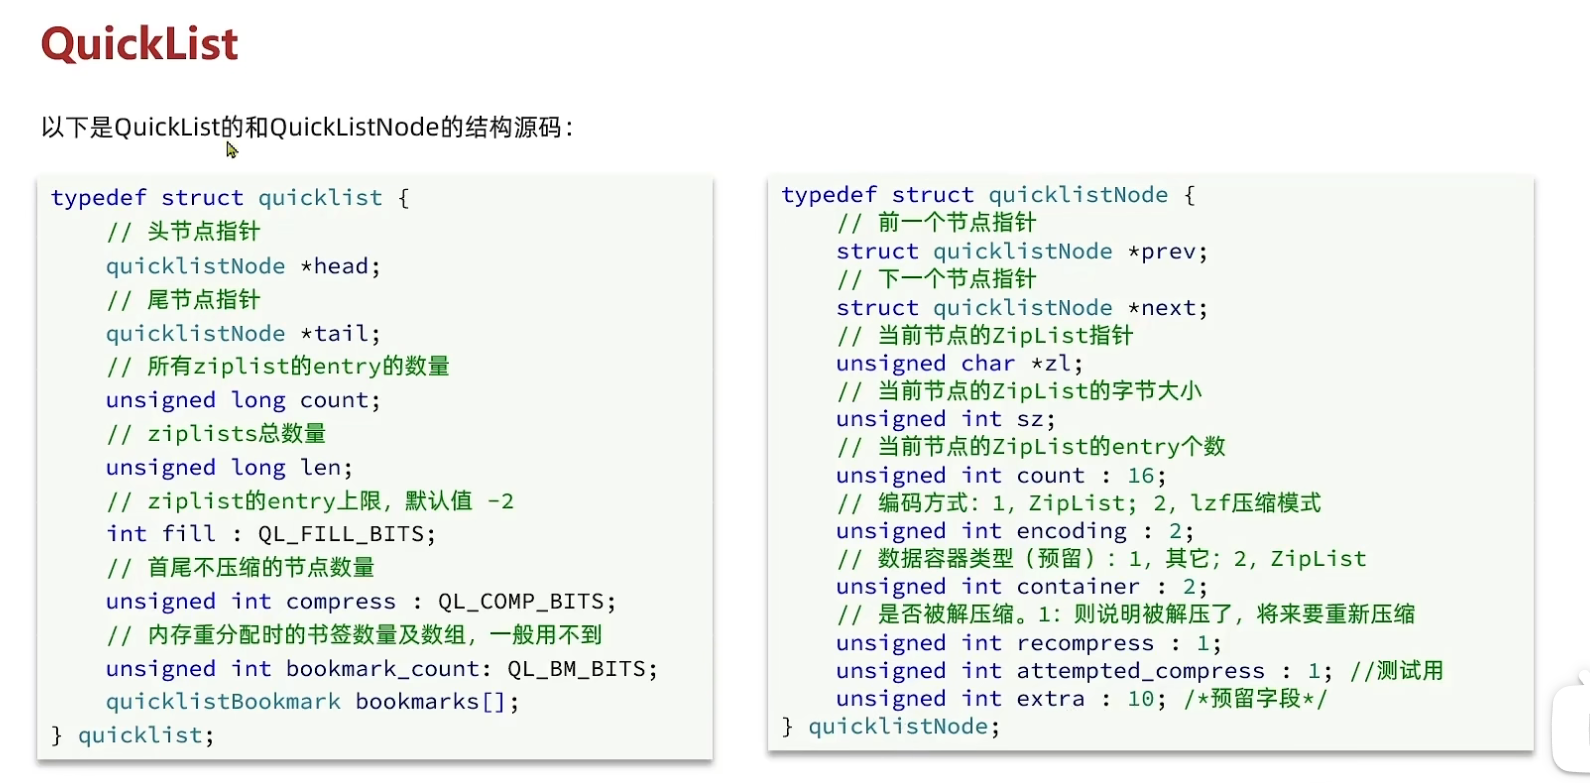 QuickList
以下是QuickList的和QuickListNode的结构源码：
typedef struct quicklist {
// 头节点指针
quicklistNode *head;
// 尾节点指针
quicklistNode *tail;
// 所有ziplist的entry的数量
unsigned long count;
// ziplists总数量
unsigned long len;
// ziplist的entry上限，默认值 -2
int fill : QL_FILL_BITS;
// 首尾不压缩的节点数量
unsigned int compress : QL_COMP_BITS;
// 内存重分配时的书签数量及数组，一般用不到
unsigned int bookmark_count: QL_BM_BITS;
quicklistBookmark bookmarks[];
} quicklist;
typedef struct quicklistNode {
// 前一个节点指针
struct quicklistNode *prev;
// 下一个节点指针
struct quicklistNode *next;
// 当前节点的ZipList指针
unsigned char *zl;
// 当前节点的ZipList的字节大小
unsigned int sz;
// 当前节点的ZipList的entry个数
unsigned int count : 16;
// 编码方式：1，ZipList; 2，lzf压缩模式
unsigned int encoding : 2;
// 数据容器类型（预留）：1，其它；2，ZipList
unsigned int container : 2;
// 是否被解压缩。1：则说明被解压了，将来要重新压缩
unsigned int recompress : 1;
unsigned int attempted_compress : 1; //测试用
unsigned int extra : 10; /*预留字段*/
} quicklistNode;